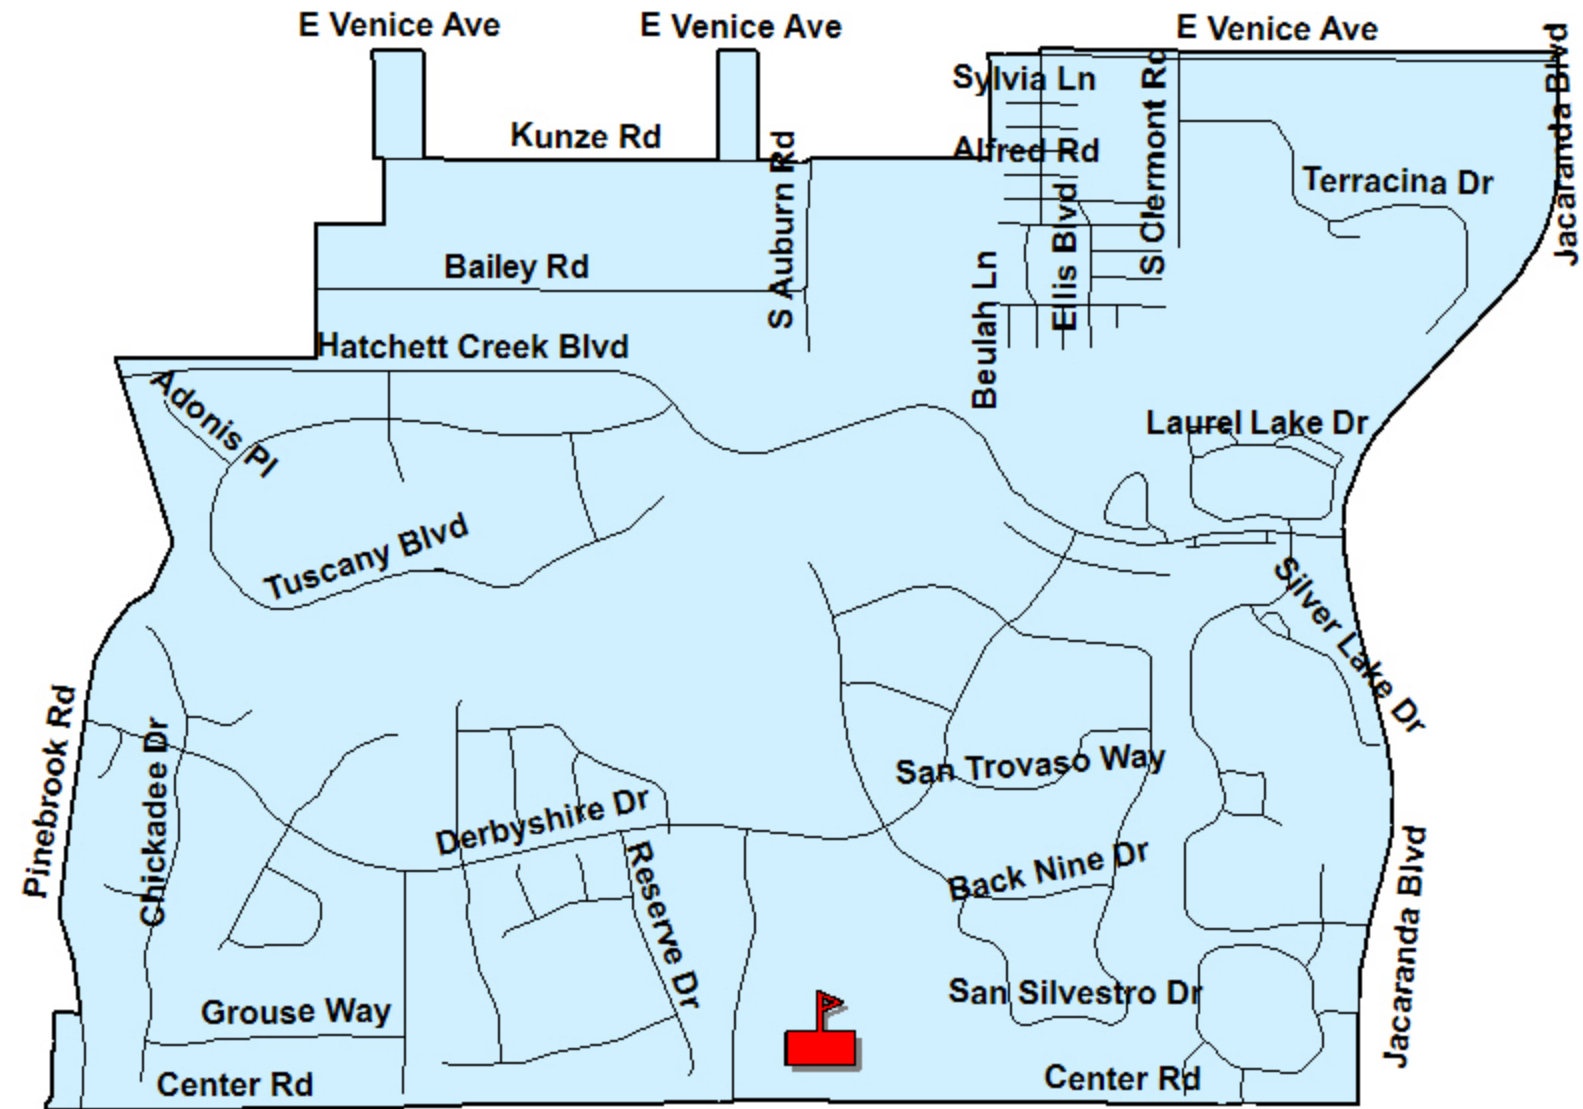 E Venice Ave
E Venice Ave
E Venice Ave
Jacaranda Blvd
Sylvia Ln
S Clermont Rd
Kunze Rd
Alfred Rd
S Auburn Rd
Terracina Dr
Ellis Blvd
Bailey Rd
Beulah Ln
Hatchett Creek Blvd
Adonis Pl
Laurel Lake Dr
Tuscany Blvd
Silver Lake Dr
Pinebrook Rd
Chickadee Dr
San Trovaso Way
Derbyshire Dr
Reserve Dr
Back Nine Dr
Jacaranda Blvd
San Silvestro Dr
Grouse Way
Center Rd
Center Rd